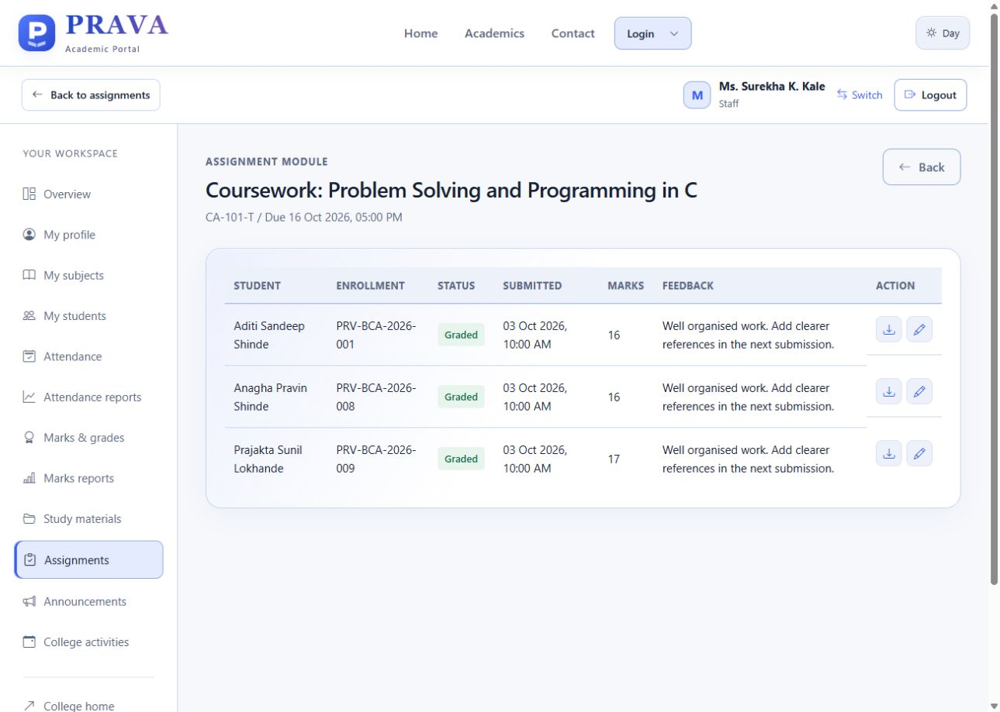 PRAVA
Academic Portal
Home
Academics
Contact
Login
Day
Back to assignments
M
Ms. Surekha K. Kale
Staff
Switch
Logout
YOUR WORKSPACE
Overview
My profile
My subjects
My students
Attendance
Attendance reports
Marks & grades
Marks reports
Study materials
Assignments
Announcements
College activities
College home
ASSIGNMENT MODULE
Coursework: Problem Solving and Programming in C
CA-101-T / Due 16 Oct 2026, 05:00 PM
Back
STUDENT ENROLLMENT STATUS SUBMITTED MARKS FEEDBACK ACTION
Aditi Sandeep
Shinde
PRV-BCA-2026-
001
Graded
03 Oct 2026,
10:00 AM
16
Well organised work. Add clearer
references in the next submission.
Anagha Pravin
Shinde
PRV-BCA-2026-
008
Graded
03 Oct 2026,
10:00 AM
16
Well organised work. Add clearer
references in the next submission.
Prajakta Sunil
Lokhande
PRV-BCA-2026-
009
Graded
03 Oct 2026,
10:00 AM
17
Well organised work. Add clearer
references in the next submission.